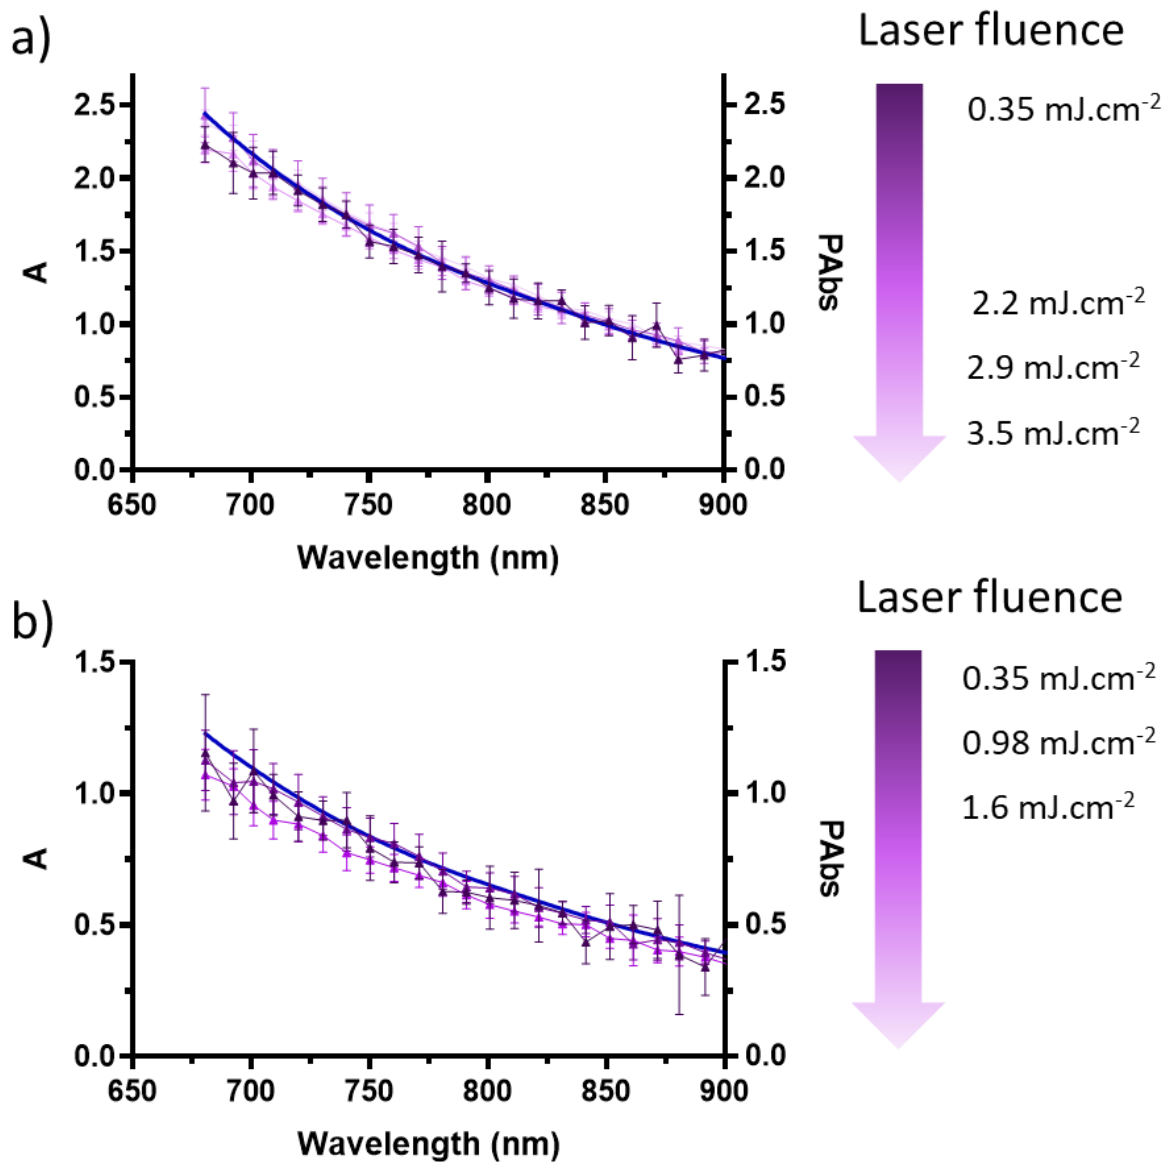 a)
Laser fluence
0.35 mJ.cm-2
2.2 mJ.cm-2
2.9 mJ.cm-2
3.5 mJ.cm-2
2.5
2.0
1.5
1.0
0.5
0.0
A
2.5
2.0
1.5
1.0
0.5
0.0
PAbs
650 700 750 800 850 900
Wavelength (nm)
b)
Laser fluence
0.35 mJ.cm-2
0.98 mJ.cm-2
1.6 mJ.cm-2
1.5
1.0
0.5
0.0
A
1.5
1.0
0.5
0.0
PAbs
650 700 750 800 850 900
Wavelength (nm)